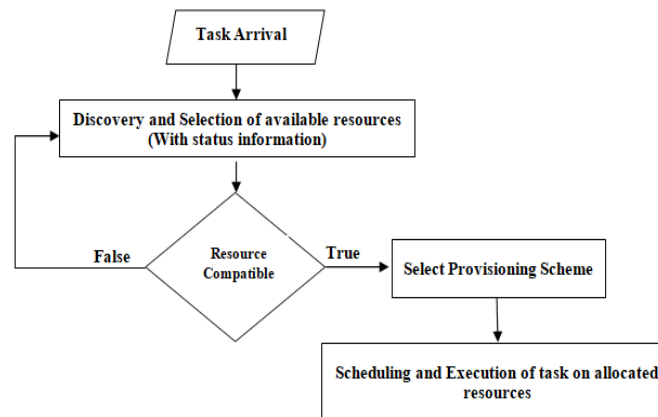 Task Arrival
Discovery and Selection of available resources
(With status information)
False
Resource
Compatible
True
Select Provisioning Scheme
Scheduling and Execution of task on allocated
resources